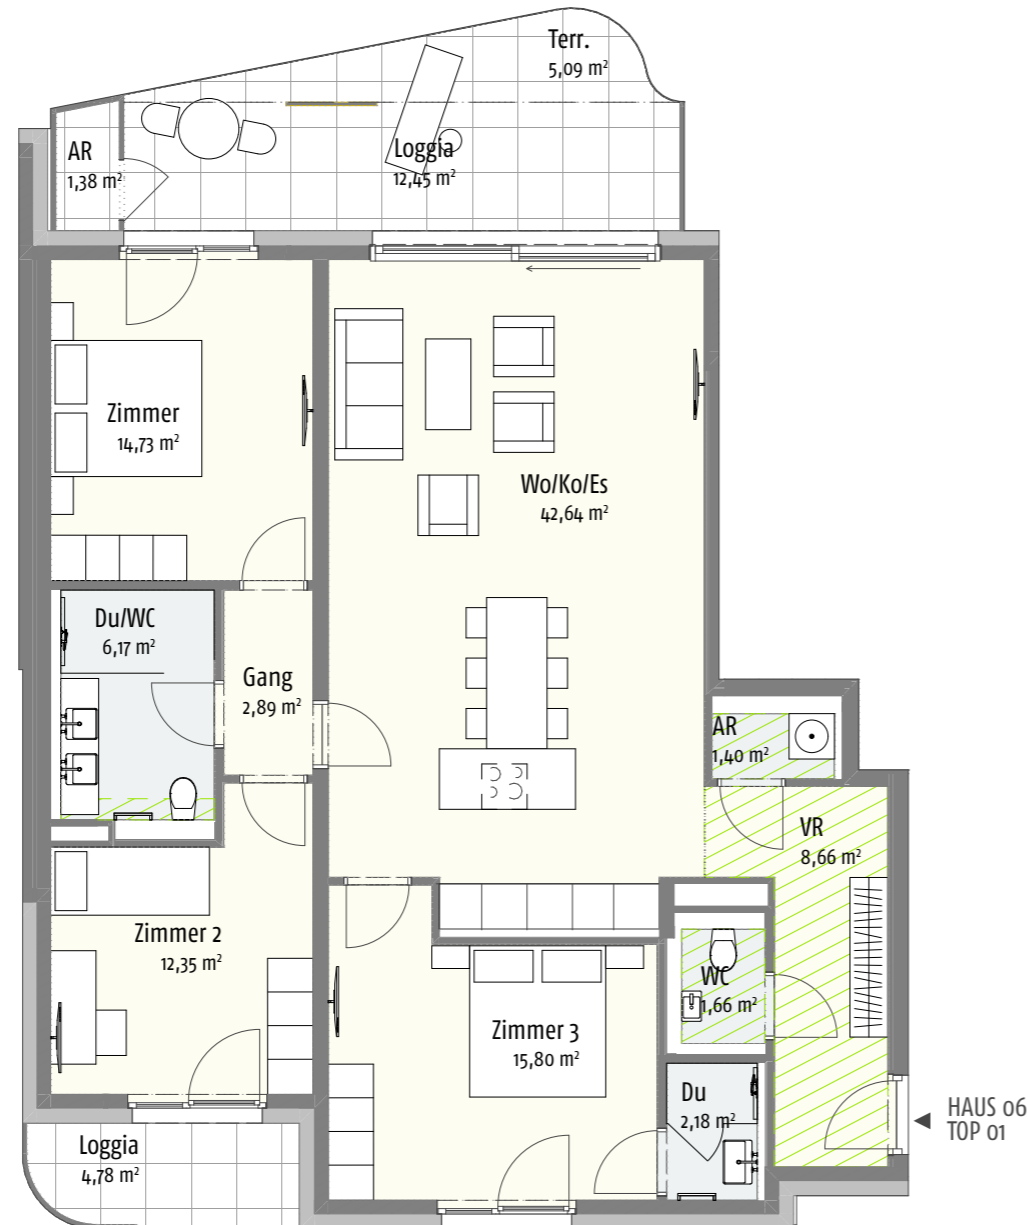 Terr.
5,09 m²
AR
1,38 m²
Loggia
12,45 m²
Zimmer
14,73 m²
Wo/Ko/Es
42,64 m²
Du/WC
6,17 m²
Gang
2,89 m²
AR
1,40 m²
VR
8,66 m²
Zimmer 2
12,35 m²
WC
1,66 m²
Zimmer 3
15,80 m²
Du
2,18 m²
HAUS 06
TOP 01
Loggia
4,78 m²